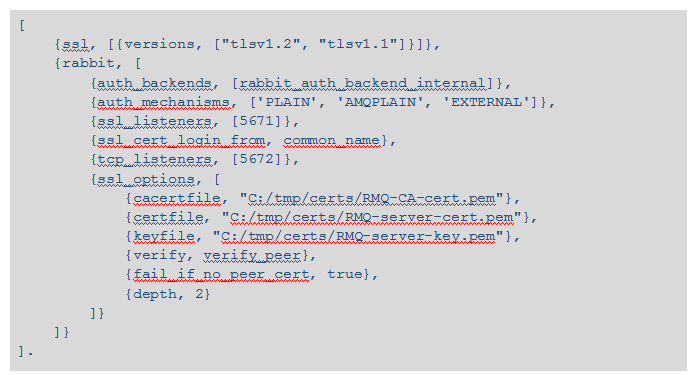 [
    {ssl, [{versions, ["tlsv1.2", "tlsv1.1"]}]},
    {rabbit, [
        {auth_backends, [rabbit_auth_backend_internal]},
        {auth_mechanisms, ['PLAIN', 'AMQPLAIN', 'EXTERNAL']},
        {ssl_listeners, [5671]},
        {ssl_cert_login_from, common_name},
        {tcp_listeners, [5672]},
        {ssl_options, [
            {cacertfile, "C:/tmp/certs/RMQ-CA-cert.pem"},
            {certfile, "C:/tmp/certs/RMQ-server-cert.pem"},
            {keyfile, "C:/tmp/certs/RMQ-server-key.pem"},
            {verify, verify_peer},
            {fail_if_no_peer_cert, true},
            {depth, 2}
        ]}
    ]}
].